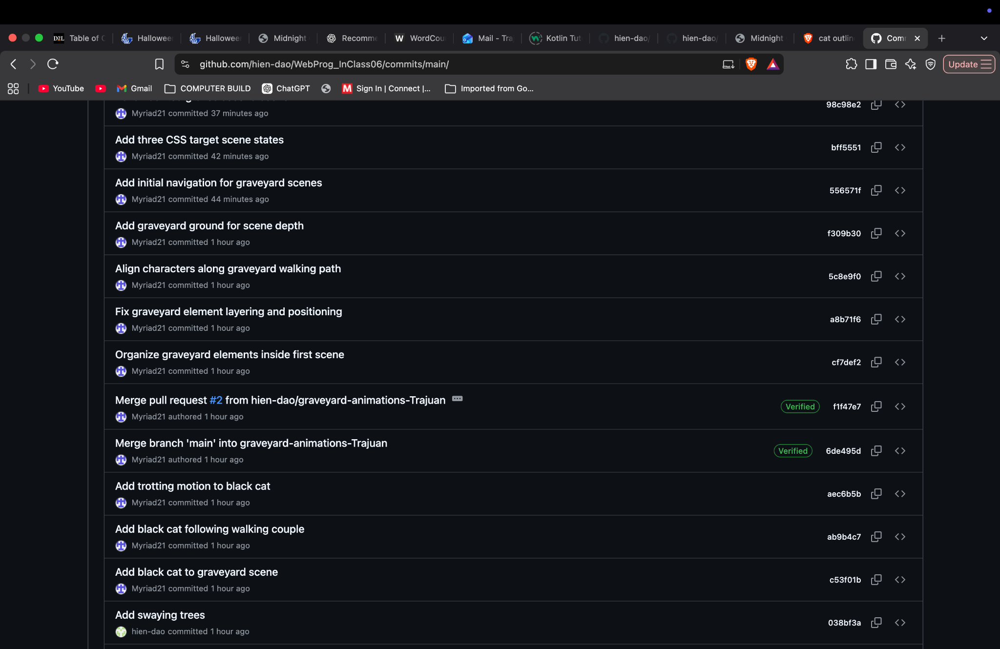 D2L Table of C
Hallowee
Hallowee
Midnight
Recomme
W WordCou
Mail - Tra
Kotlin Tut
hien-dao/
hien-dao/
Midnight
cat outlin
Com
github.com/hien-dao/WebProg_InClass06/commits/main/
Update
YouTube
Gmail
COMPUTER BUILD
ChatGPT
M Sign In | Connect |...
Imported from Go...
98c98e2
Myriad21 committed 37 minutes ago
Add three CSS target scene states
Myriad21 committed 42 minutes ago
bff5551
Add initial navigation for graveyard scenes
Myriad21 committed 44 minutes ago
556571f
Add graveyard ground for scene depth
Myriad21 committed 1 hour ago
f309b30
Align characters along graveyard walking path
Myriad21 committed 1 hour ago
5c8e9f0
Fix graveyard element layering and positioning
Myriad21 committed 1 hour ago
a8b71f6
Organize graveyard elements inside first scene
Myriad21 committed 1 hour ago
cf7def2
Merge pull request #2 from hien-dao/graveyard-animations-Trajuan
Myriad21 authored 1 hour ago
Verified f1f47e7
Merge branch 'main' into graveyard-animations-Trajuan
Myriad21 authored 1 hour ago
Verified 6de495d
Add trotting motion to black cat
Myriad21 committed 1 hour ago
aec6b5b
Add black cat following walking couple
Myriad21 committed 1 hour ago
ab9b4c7
Add black cat to graveyard scene
Myriad21 committed 1 hour ago
c53f01b
Add swaying trees
hien-dao committed 1 hour ago
038bf3a